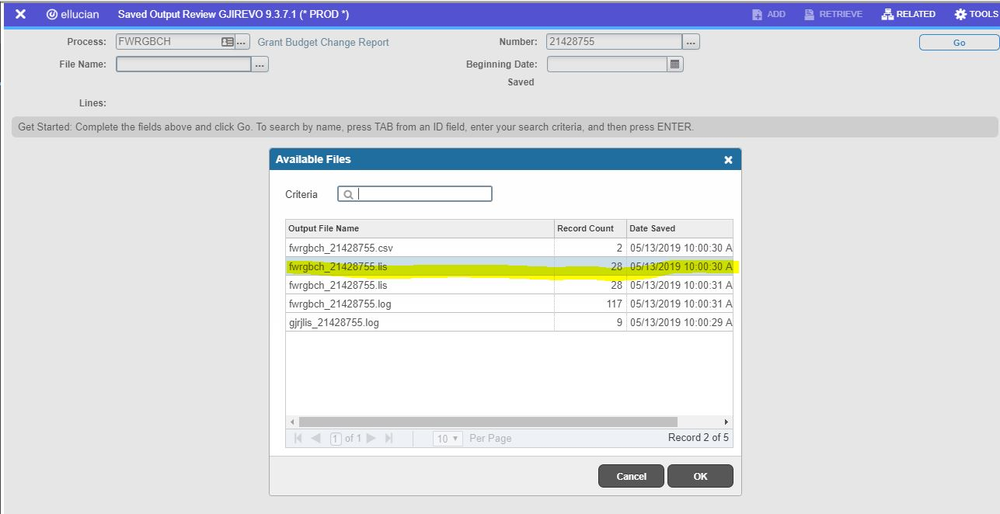 ellucian Saved Output Review GJIREVO 9.3.7.1 (* PROD *) ADD RETRIEVE RELATED TOOLS
Process: FWRGBCH ... Grant Budget Change Report Number: 21428755 ... Go
File Name: ... Beginning Date:
Saved
Lines:
Get Started: Complete the fields above and click Go. To search by name, press TAB from an ID field, enter your search criteria, and then press ENTER.
Available Files
Criteria
Output File Name Record Count Date Saved
fwrgbch_21428755.csv 2 05/13/2019 10:00:30 A
fwrgbch_21428755.lis 28 05/13/2019 10:00:30 A
fwrgbch_21428755.lis 28 05/13/2019 10:00:31 A
fwrgbch_21428755.log 117 05/13/2019 10:00:31 A
gjrjlis_21428755.log 9 05/13/2019 10:00:29 A
1 of 1 10 Per Page Record 2 of 5
Cancel OK